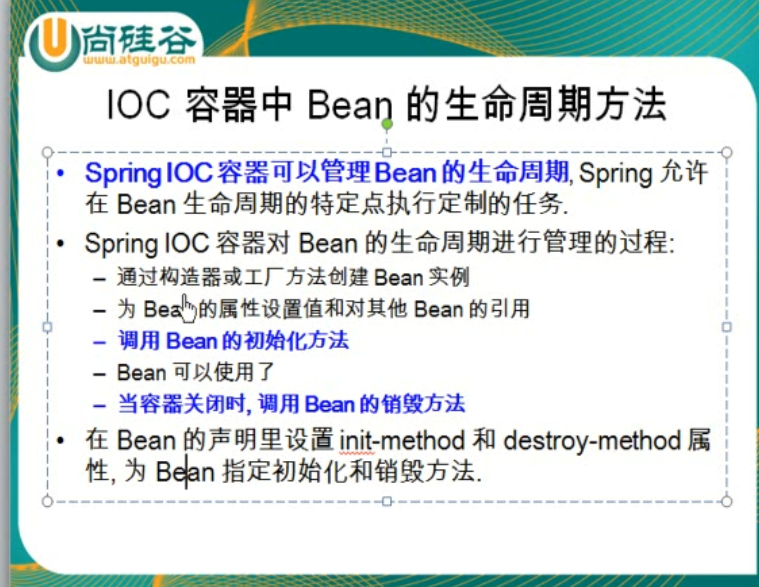 尚硅谷
www.atguigu.com
IOC 容器中 Bean 的生命周期方法
• Spring IOC 容器可以管理 Bean 的生命周期, Spring 允许
在 Bean 生命周期的特定点执行定制的任务.
• Spring IOC 容器对 Bean 的生命周期进行管理的过程:
– 通过构造器或工厂方法创建 Bean 实例
– 为 Bean 的属性设置值和对其他 Bean 的引用
– 调用 Bean 的初始化方法
– Bean 可以使用了
– 当容器关闭时, 调用 Bean 的销毁方法
• 在 Bean 的声明里设置 init-method 和 destroy-method 属
性, 为 Bean 指定初始化和销毁方法.